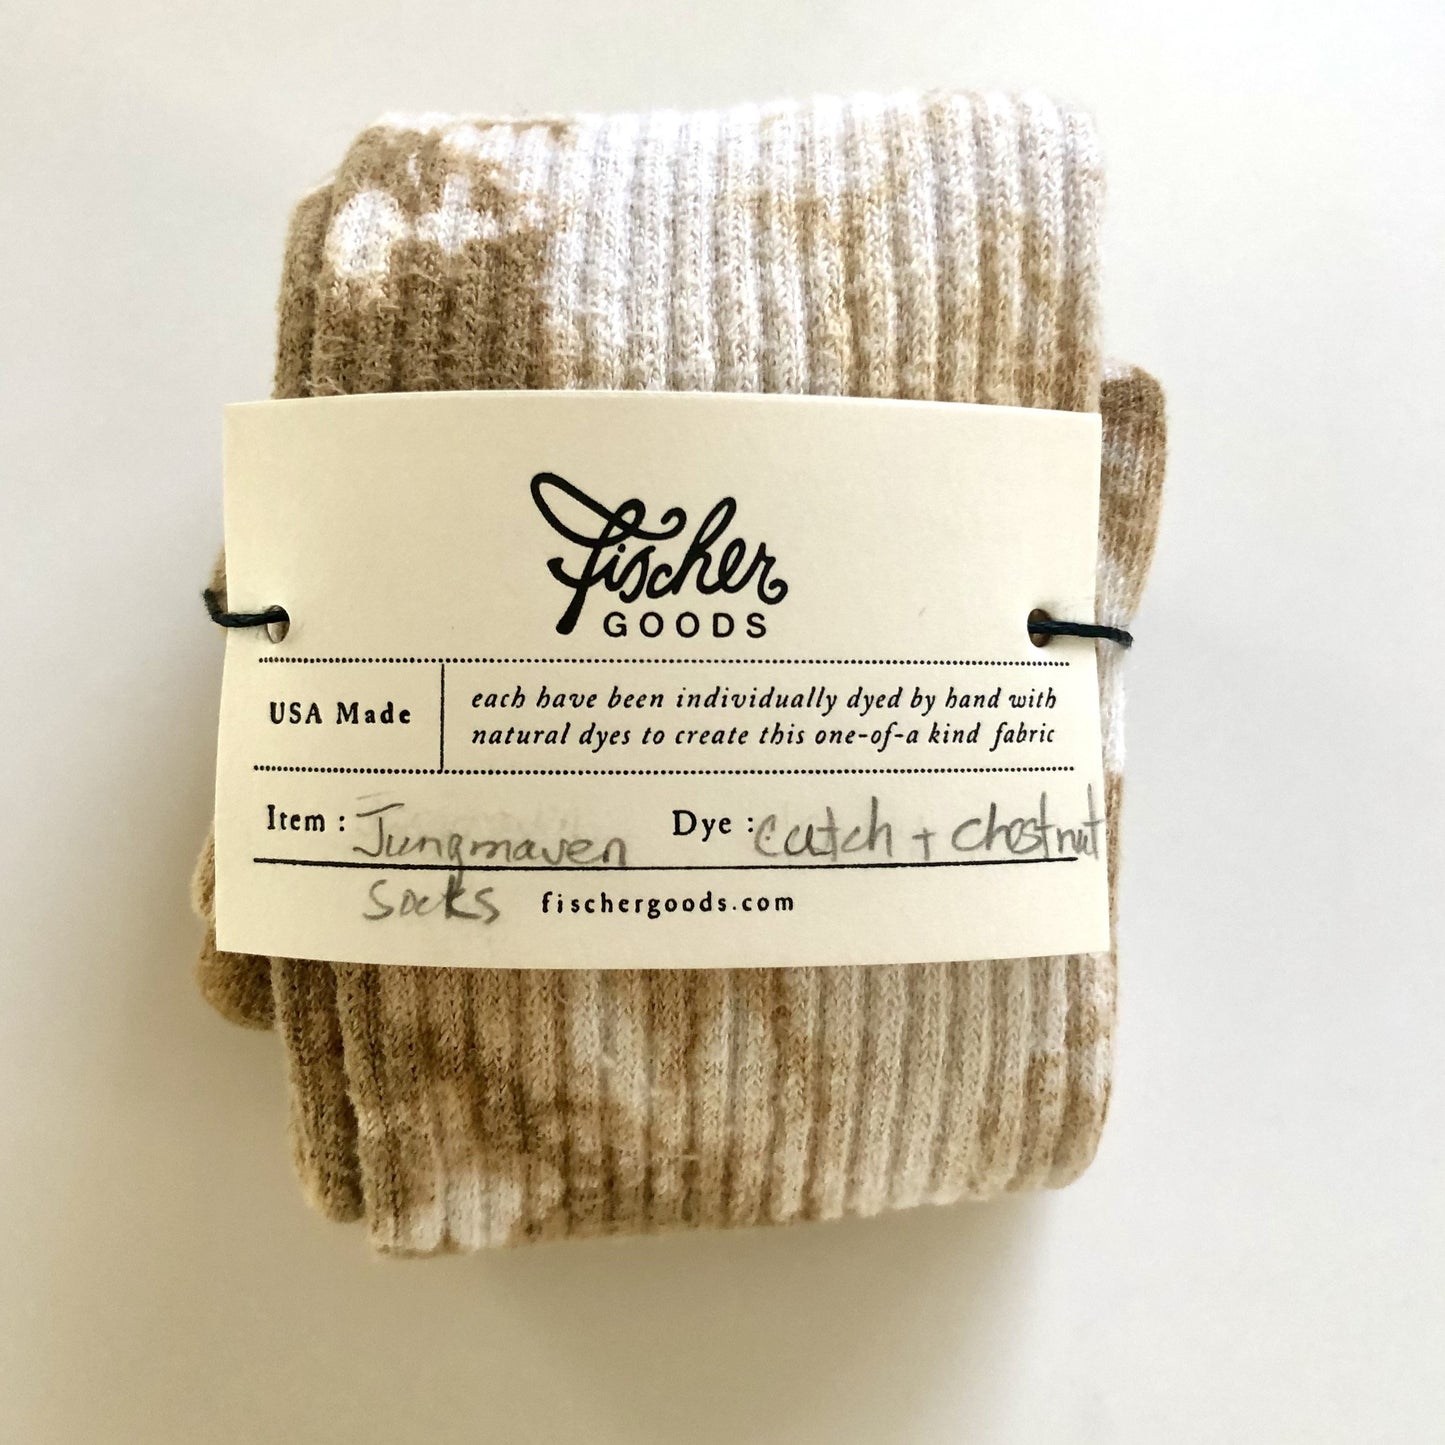 Fischer
GOODS
USA Made
each have been individually dyed by hand with
natural dyes to create this one-of-a kind fabric
Item : Jungmaven Dye : Cutch + Chestnut
Socks fischergoods.com